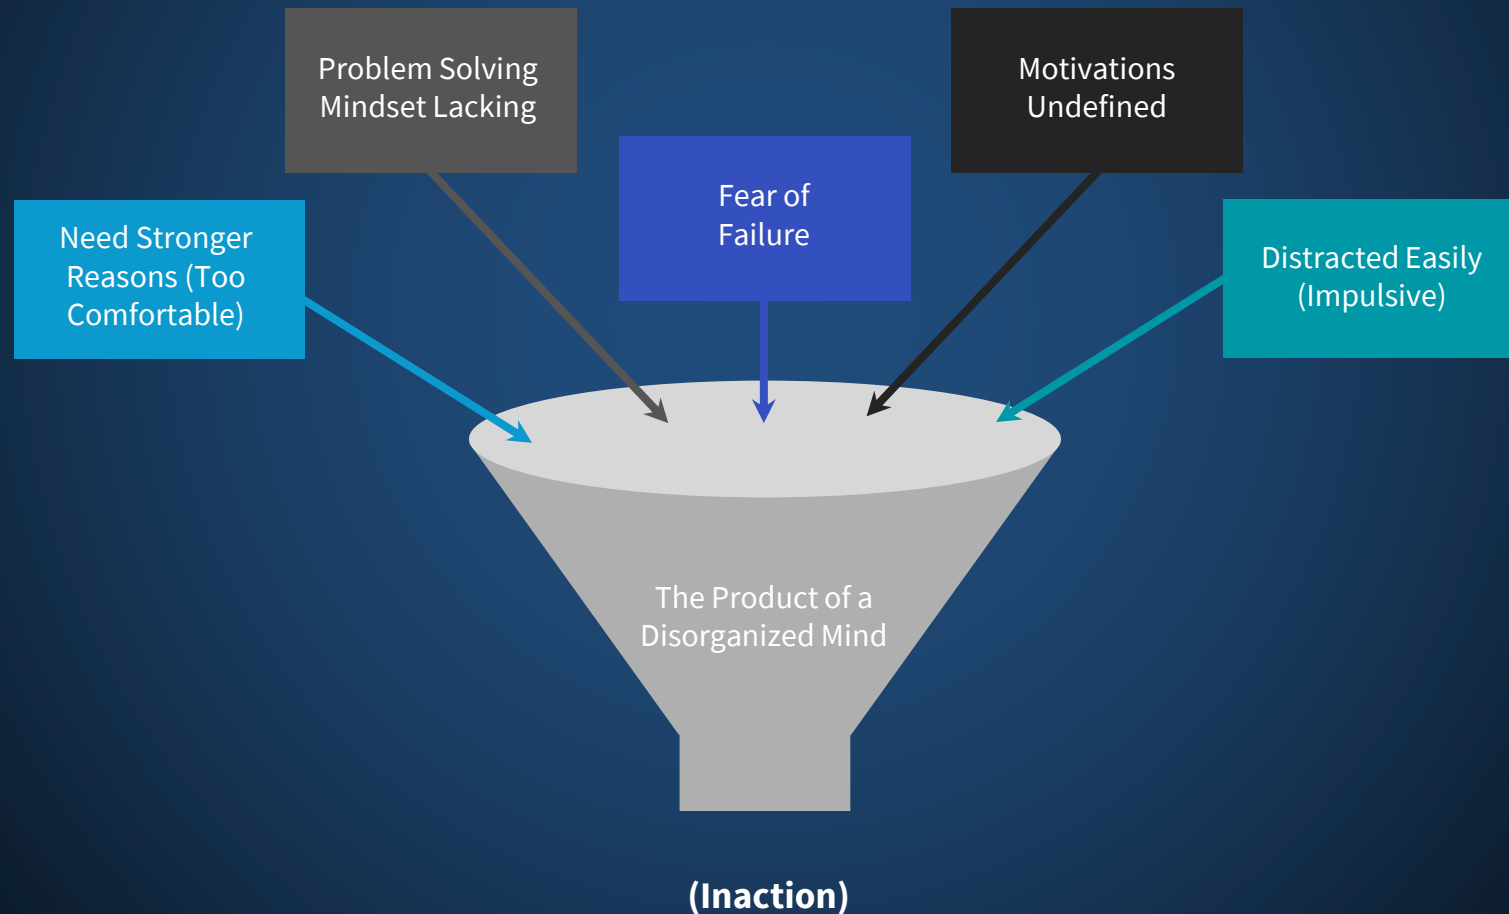 Problem Solving
Mindset Lacking
Motivations
Undefined
Fear of
Failure
Need Stronger
Reasons (Too
Comfortable)
Distracted Easily
(Impulsive)
The Product of a
Disorganized Mind
(Inaction)